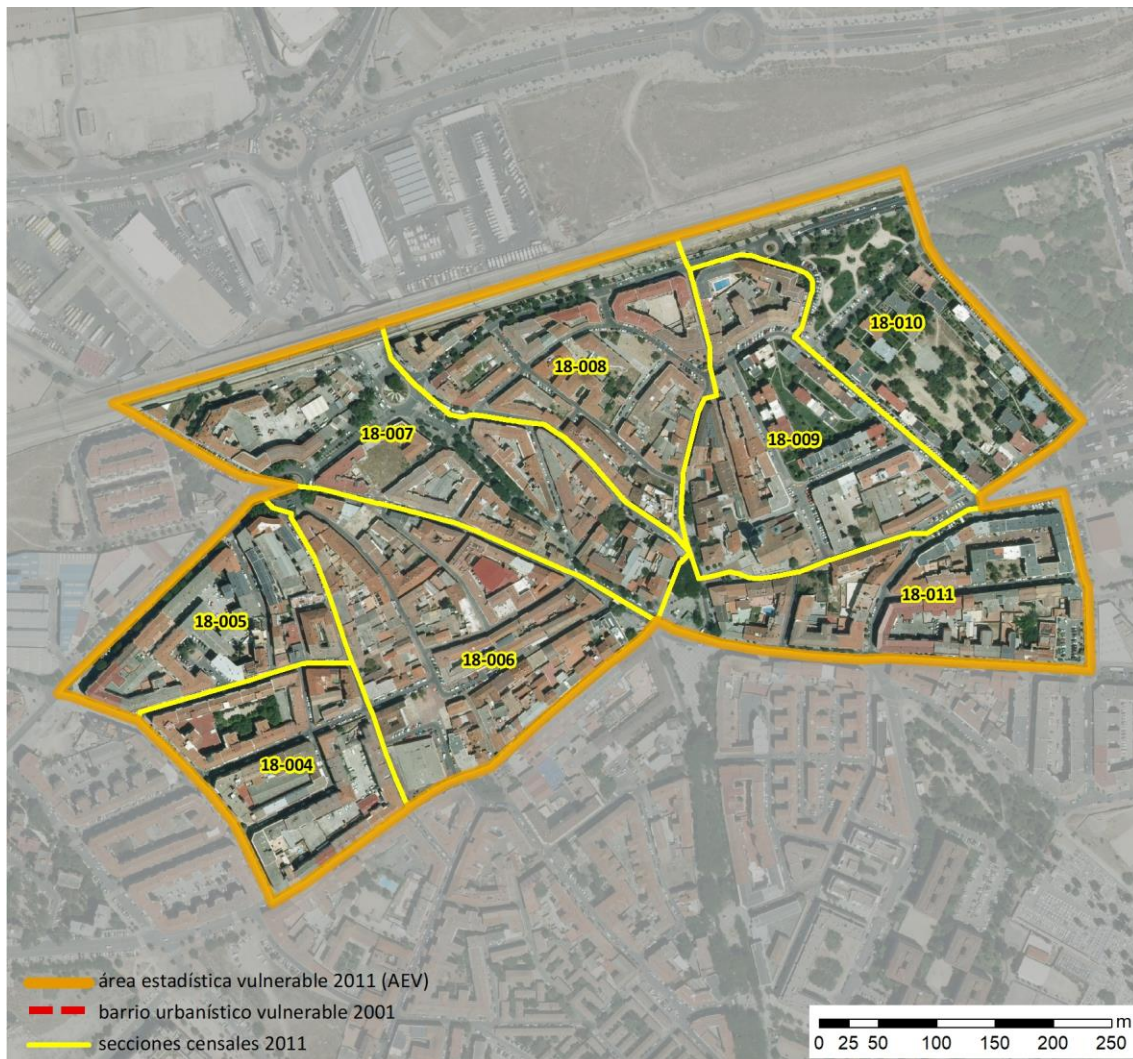 18-010
18-008
18-007
18-009
18-011
18-005
18-006
18-004
área estadística vulnerable 2011 (AEV)
barrio urbanístico vulnerable 2001
secciones censales 2011
m
0 25 50 100 150 200 250